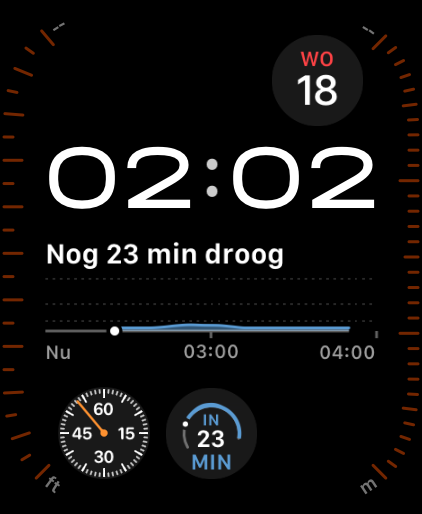 --
--
WO
18
02:02
Nog 23 min droog
Nu 03:00 04:00
60
45 15
30
IN
23
MIN
ft
m